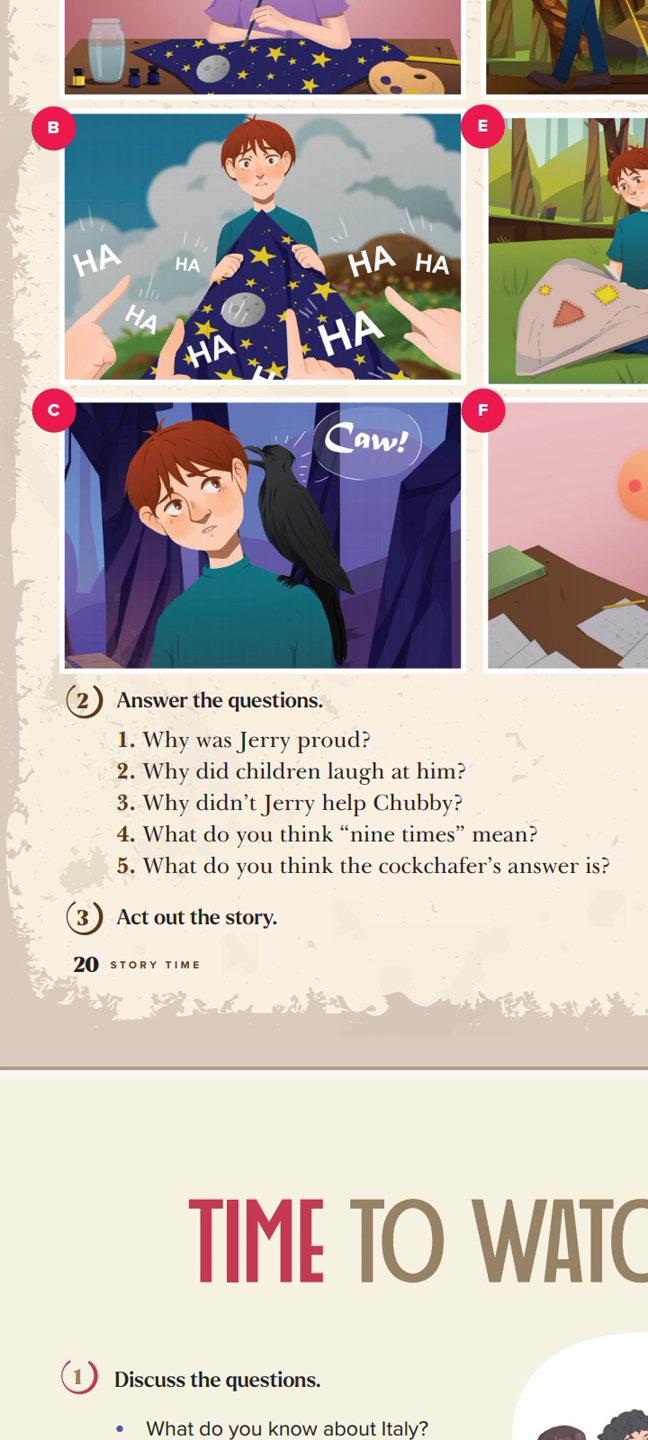 B
E
HA
HA
HA
HA
HA
HA
HA
H
C
F
Caw!
2 Answer the questions.
1. Why was Jerry proud?
2. Why did children laugh at him?
3. Why didn't Jerry help Chubby?
4. What do you think “nine times” mean?
5. What do you think the cockchafer's answer is?
3 Act out the story.
20 STORY TIME
TIME TO WATC
1 Discuss the questions.
• What do you know about Italy?